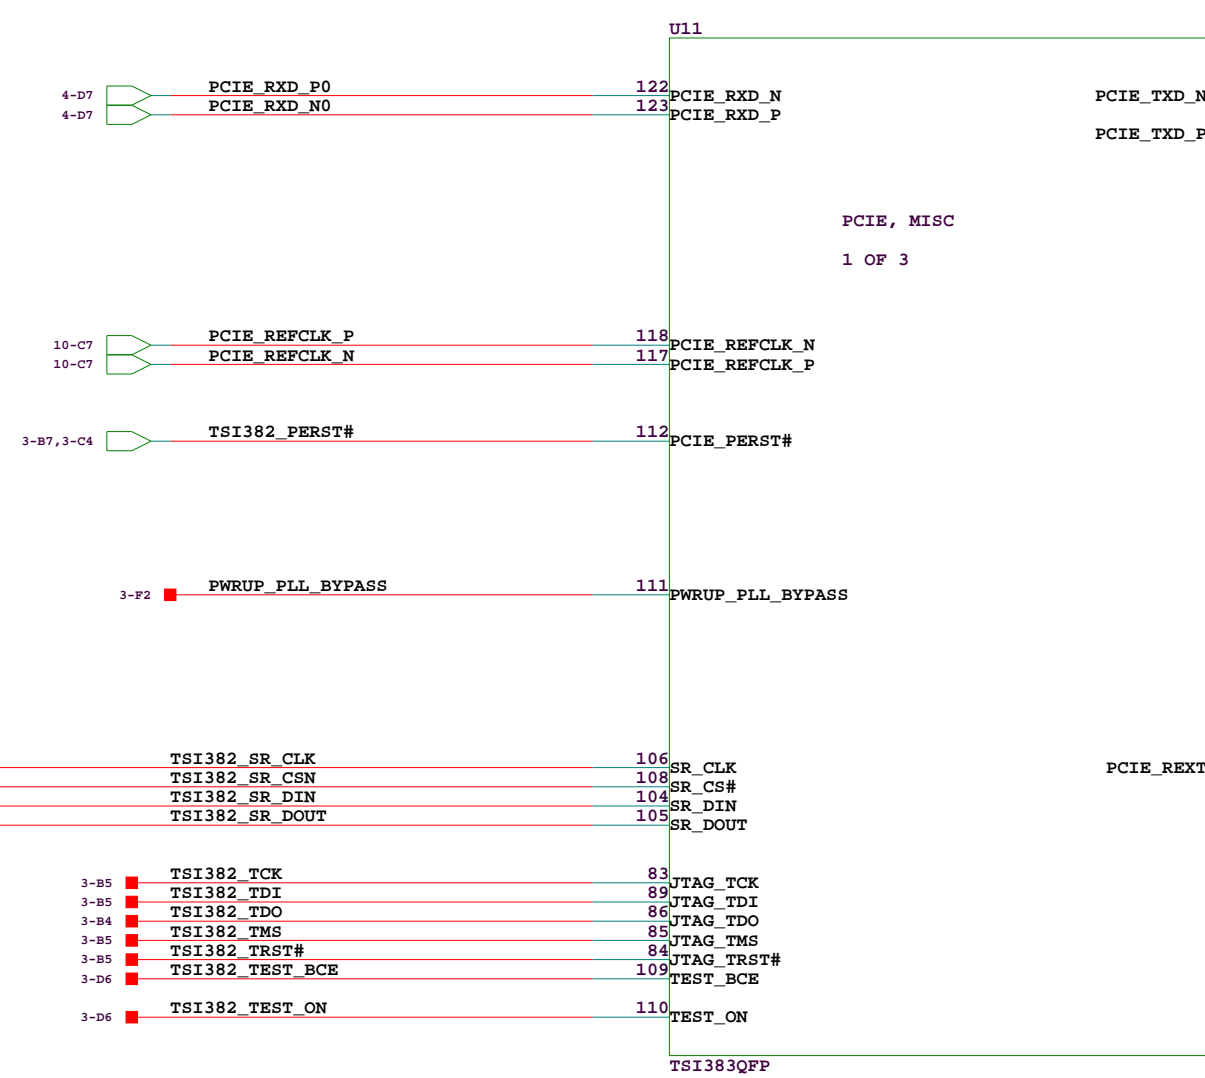 U11
4-D7 PCIE_RXD_P0 122 PCIE_RXD_N PCIE_TXD_N
4-D7 PCIE_RXD_N0 123 PCIE_RXD_P
PCIE_TXD_P
PCIE, MISC
1 OF 3
10-C7 PCIE_REFCLK_P 118 PCIE_REFCLK_N
10-C7 PCIE_REFCLK_N 117 PCIE_REFCLK_P
3-B7,3-C4 TSI382_PERST# 112 PCIE_PERST#
3-F2 PWRUP_PLL_BYPASS 111 PWRUP_PLL_BYPASS
TSI382_SR_CLK 106 SR_CLK PCIE_REXT
TSI382_SR_CSN 108 SR_CS#
TSI382_SR_DIN 104 SR_DIN
TSI382_SR_DOUT 105 SR_DOUT
3-B5 TSI382_TCK 83 JTAG_TCK
3-B5 TSI382_TDI 89 JTAG_TDI
3-B4 TSI382_TDO 86 JTAG_TDO
3-B5 TSI382_TMS 85 JTAG_TMS
3-B5 TSI382_TRST# 84 JTAG_TRST#
3-D6 TSI382_TEST_BCE 109 TEST_BCE
3-D6 TSI382_TEST_ON 110 TEST_ON
TSI383QFP